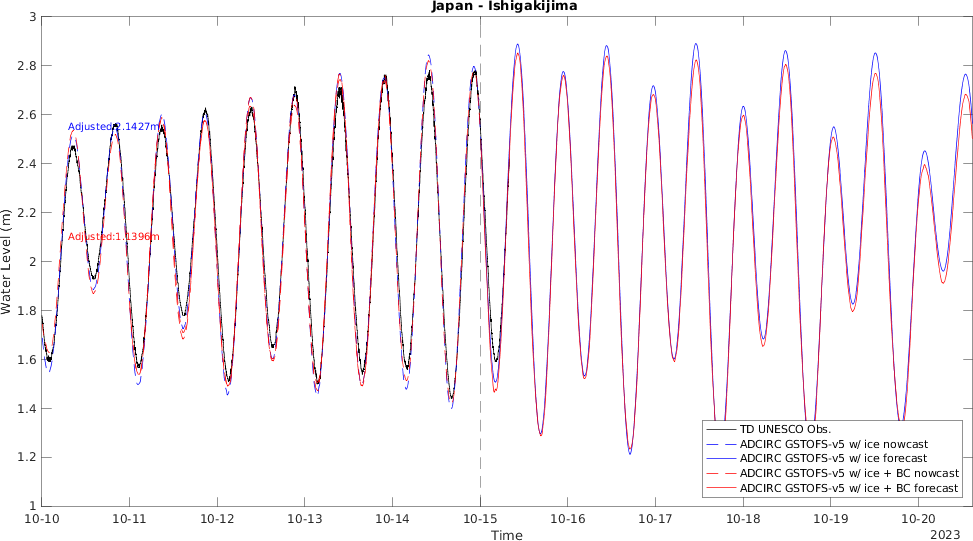 Japan - Ishigakijima
3
2.8
2.6
2.4
2.2
2
1.8
1.6
1.4
1.2
1
Water Level (m)
Adjusted:2.1427m
Adjusted:1.1396m
TD UNESCO Obs.
ADCIRC GSTOFS-v5 w/ ice nowcast
ADCIRC GSTOFS-v5 w/ ice forecast
ADCIRC GSTOFS-v5 w/ ice + BC nowcast
ADCIRC GSTOFS-v5 w/ ice + BC forecast
10-10 10-11 10-12 10-13 10-14 10-15 10-16 10-17 10-18 10-19 10-20
Time
2023